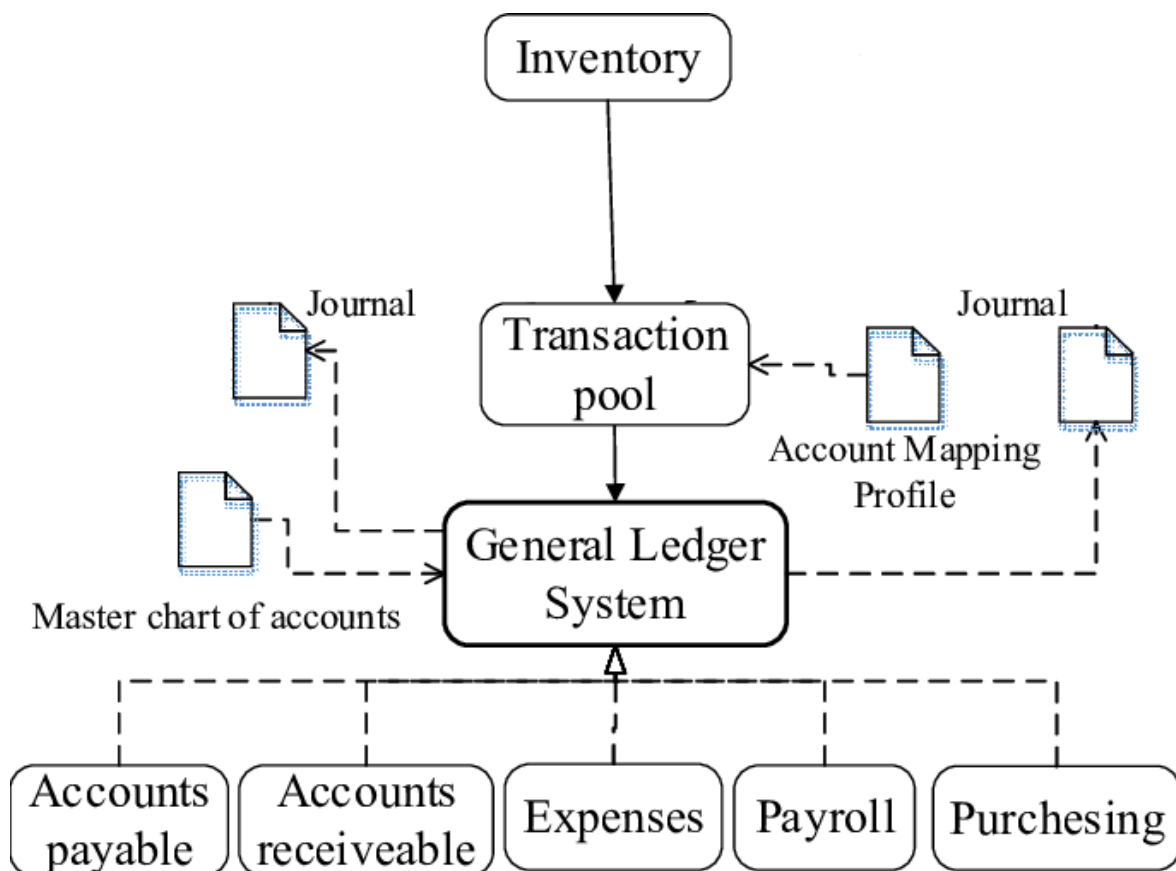 Inventory
Journal
Journal
Transaction
pool
Account Mapping
Profile
General Ledger
System
Master chart of accounts
Accounts
payable
Accounts
receiveable
Expenses
Payroll
Purchesing